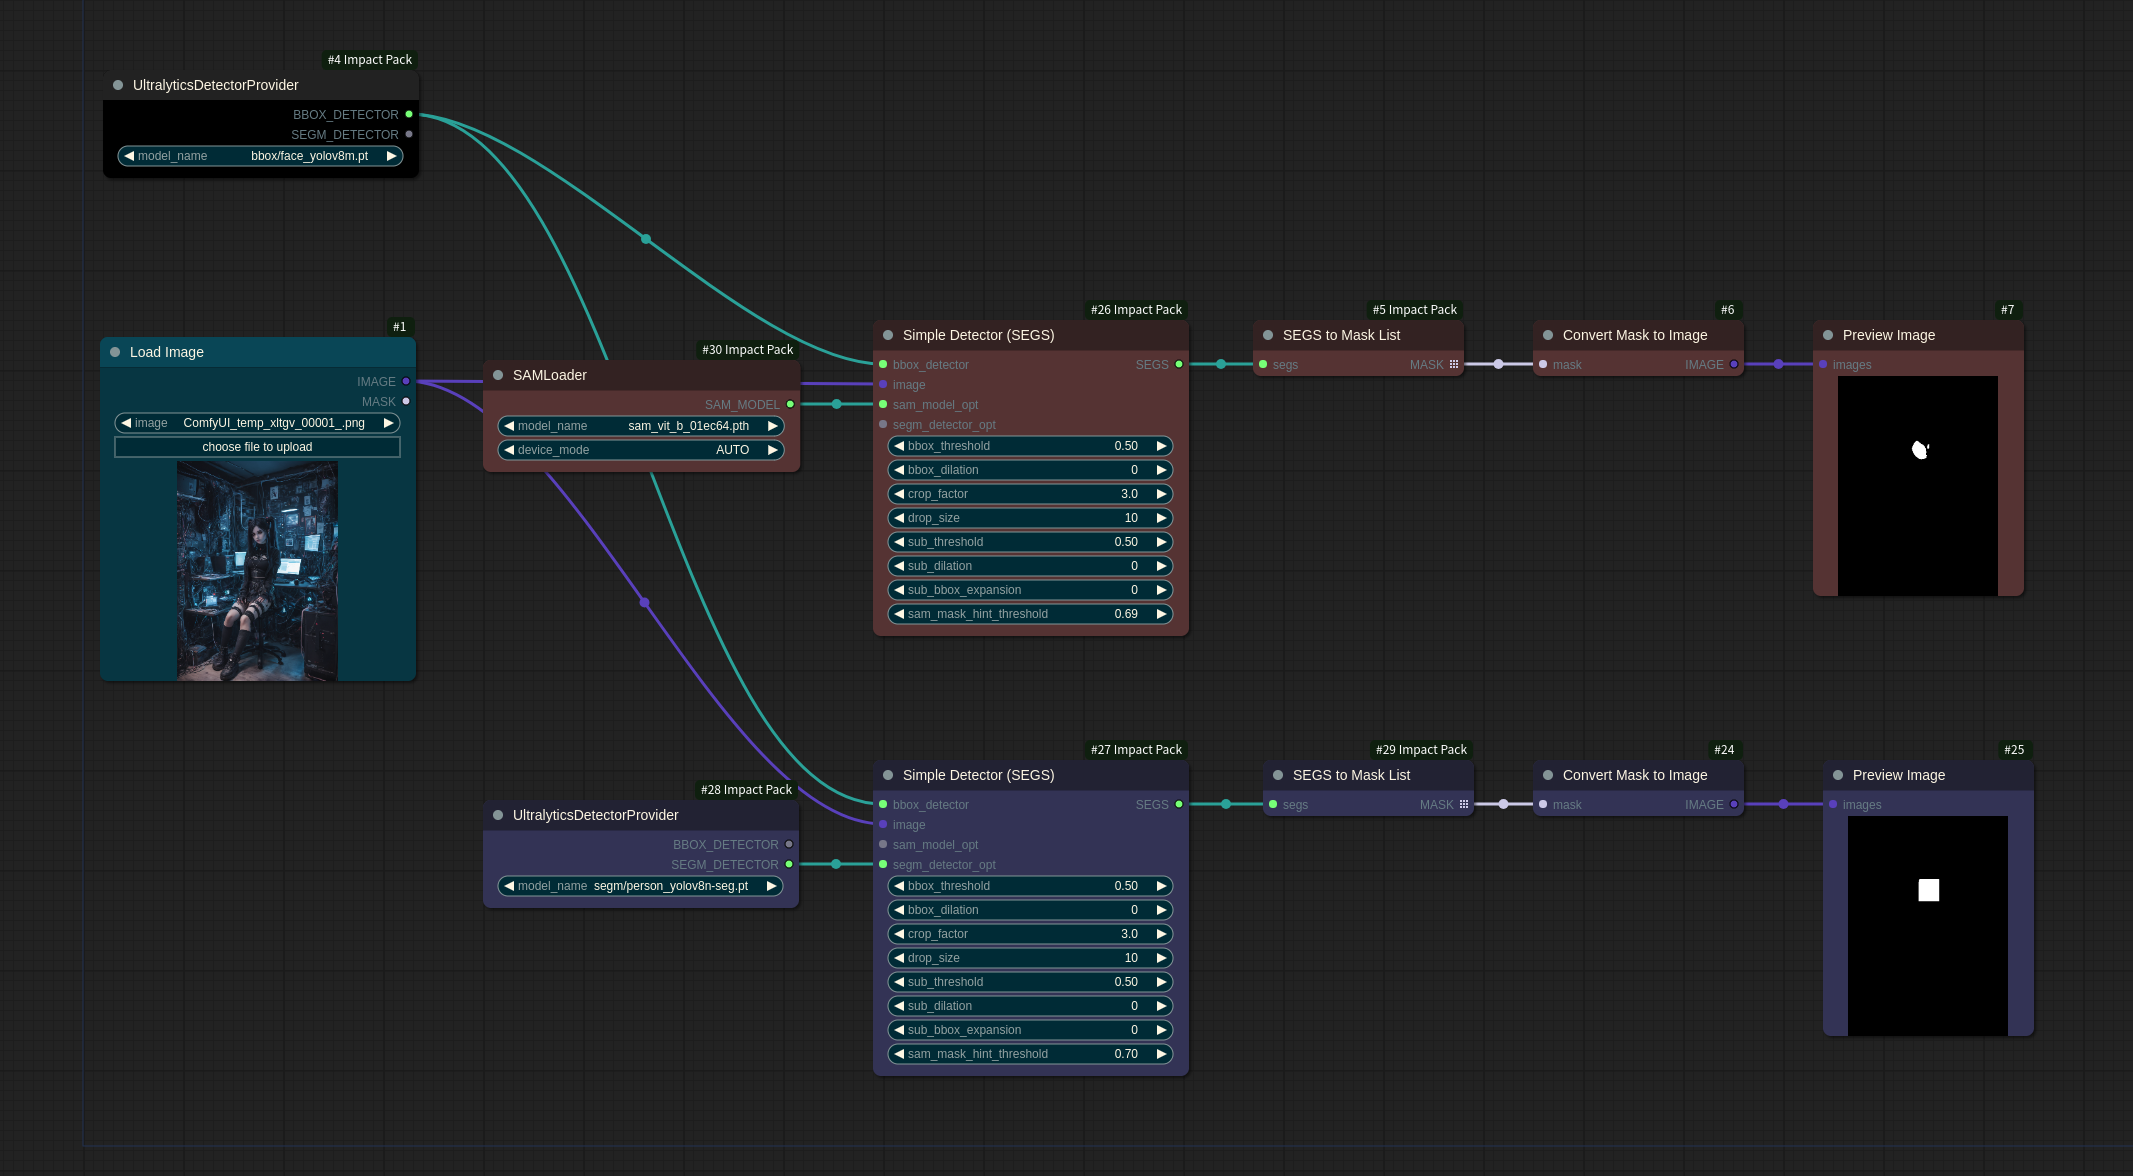 #4 Impact Pack
UltralyticsDetectorProvider
BBOX_DETECTOR
SEGM_DETECTOR
model_name bbox/face_yolov8m.pt
#1
Load Image
IMAGE
MASK
image ComfyUI_temp_xltgv_00001_.png
choose file to upload
#30 Impact Pack
SAMLoader
SAM_MODEL
model_name sam_vit_b_01ec64.pth
device_mode AUTO
#26 Impact Pack
Simple Detector (SEGS)
bbox_detector SEGS
image
sam_model_opt
segm_detector_opt
bbox_threshold 0.50
bbox_dilation 0
crop_factor 3.0
drop_size 10
sub_threshold 0.50
sub_dilation 0
sub_bbox_expansion 0
sam_mask_hint_threshold 0.69
#5 Impact Pack
SEGS to Mask List
segs MASK
#6
Convert Mask to Image
mask IMAGE
#7
Preview Image
images
#28 Impact Pack
UltralyticsDetectorProvider
BBOX_DETECTOR
SEGM_DETECTOR
model_name segm/person_yolov8n-seg.pt
#27 Impact Pack
Simple Detector (SEGS)
bbox_detector SEGS
image
sam_model_opt
segm_detector_opt
bbox_threshold 0.50
bbox_dilation 0
crop_factor 3.0
drop_size 10
sub_threshold 0.50
sub_dilation 0
sub_bbox_expansion 0
sam_mask_hint_threshold 0.70
#29 Impact Pack
SEGS to Mask List
segs MASK
#24
Convert Mask to Image
mask IMAGE
#25
Preview Image
images